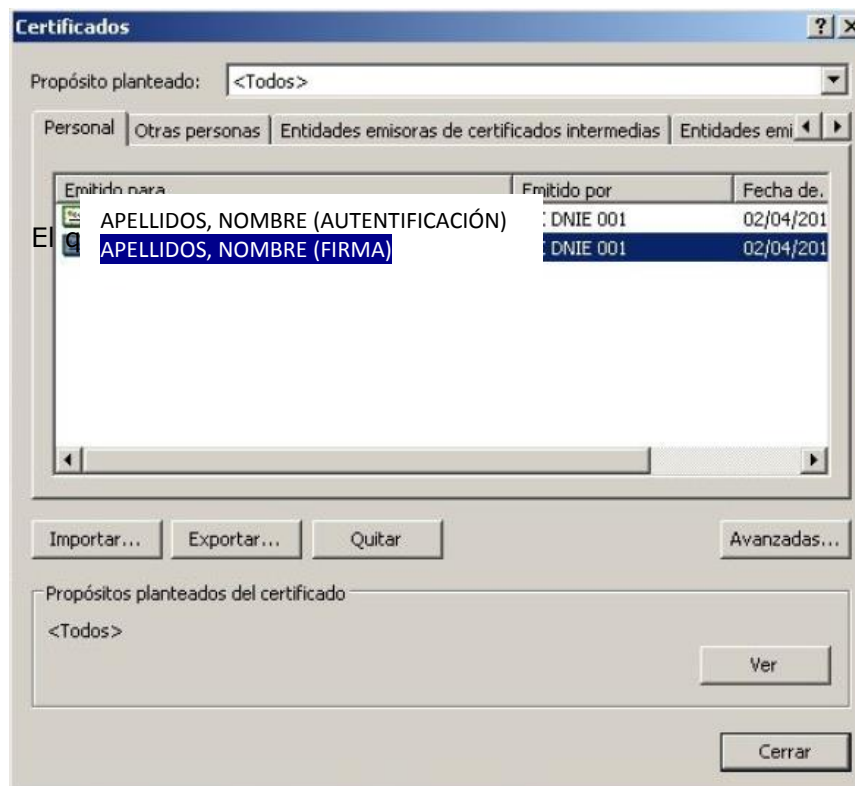 Certificados
Propósito planteado: <Todos>
Personal Otras personas Entidades emisoras de certificados intermedias Entidades emi
Emitido para Emitido por Fecha de.
APELLIDOS, NOMBRE (AUTENTIFICACIÓN) DNIE 001 02/04/201
El
APELLIDOS, NOMBRE (FIRMA) DNIE 001 02/04/201
Importar... Exportar... Quitar Avanzadas...
Propósitos planteados del certificado
<Todos>
Ver
Cerrar